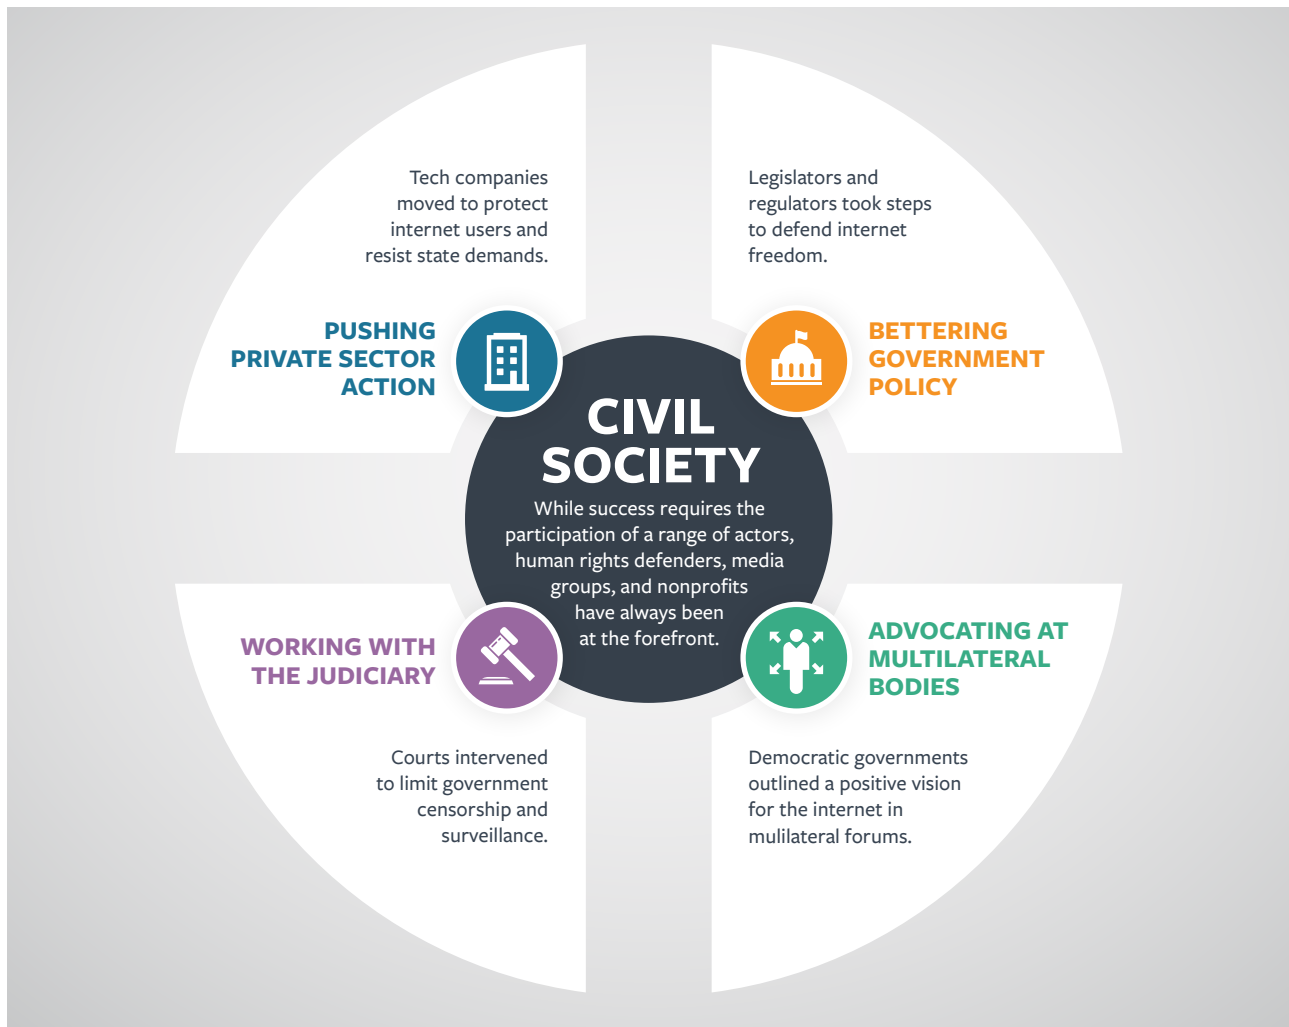 Tech companies
moved to protect
internet users and
resist state demands.
PUSHING
PRIVATE SECTOR
ACTION
Legislators and
regulators took steps
to defend internet
freedom.
BETTERING
GOVERNMENT
POLICY
CIVIL
SOCIETY
While success requires the
participation of a range of actors,
human rights defenders, media
groups, and nonprofits
have always been
at the forefront.
WORKING WITH
THE JUDICIARY
Courts intervened
to limit government
censorship and
surveillance.
ADVOCATING AT
MULTILATERAL
BODIES
Democratic governments
outlined a positive vision
for the internet in
mulilateral forums.